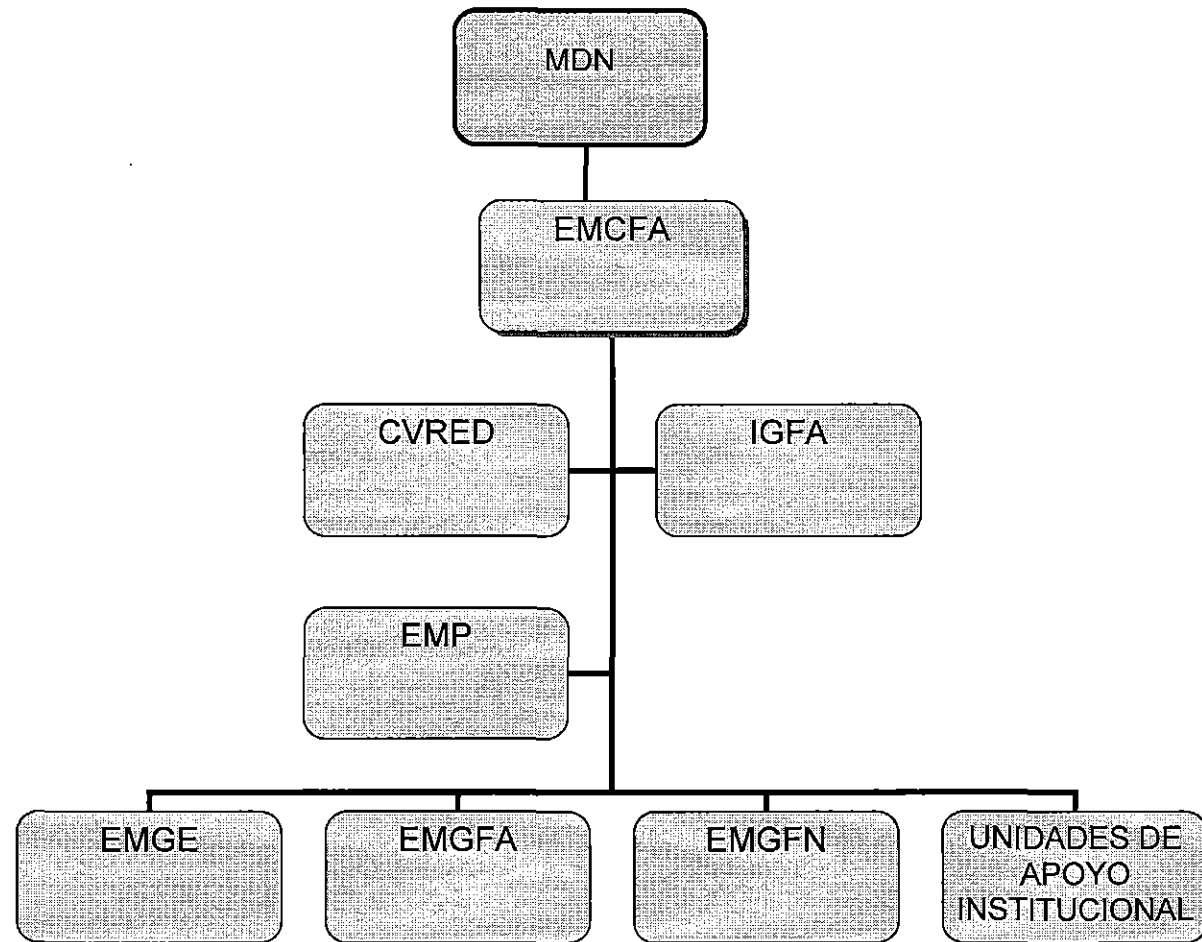 MDN
EMCFA
CVRED
IGFA
EMP
EMGE
EMGFA
EMGFN
UNIDADES DE
APOYO
INSTITUCIONAL